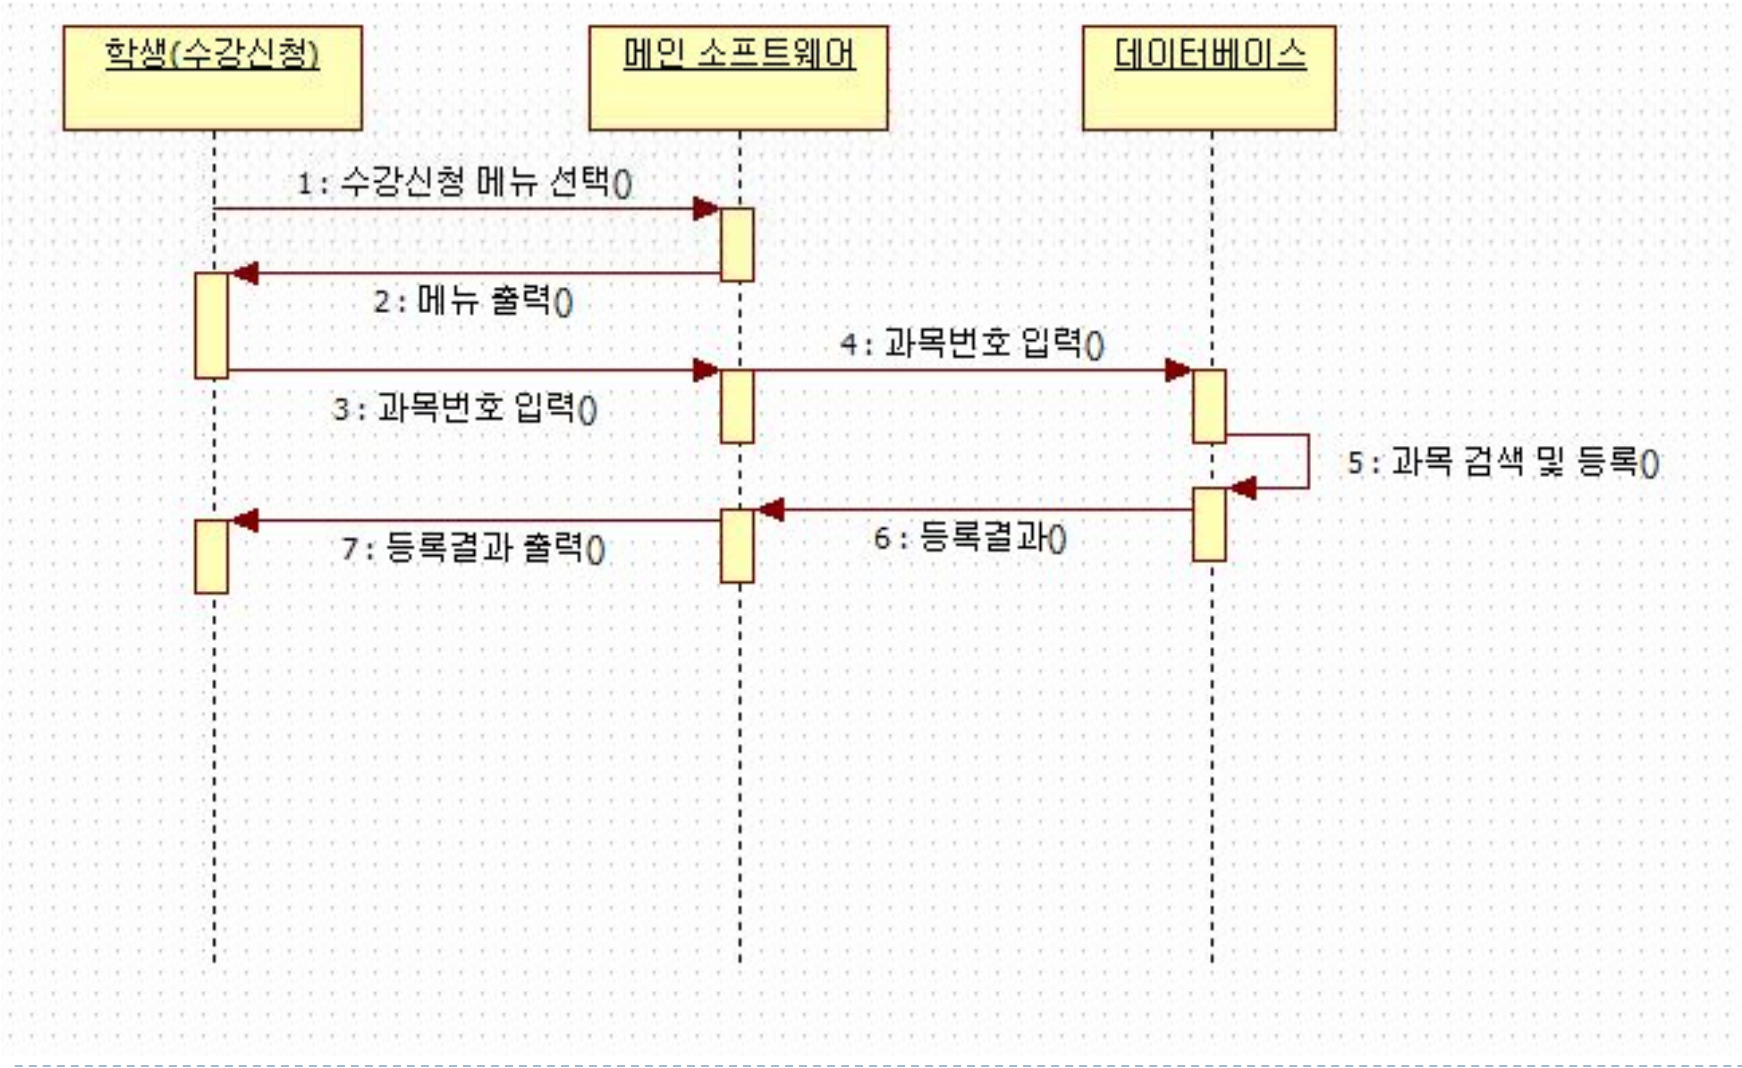 학생(수강신청)
메인 소프트웨어
데이터베이스
1 : 수강신청 메뉴 선택()
2 : 메뉴 출력()
4 : 과목번호 입력()
3 : 과목번호 입력()
5 : 과목 검색 및 등록()
6 : 등록결과()
7 : 등록결과 출력()